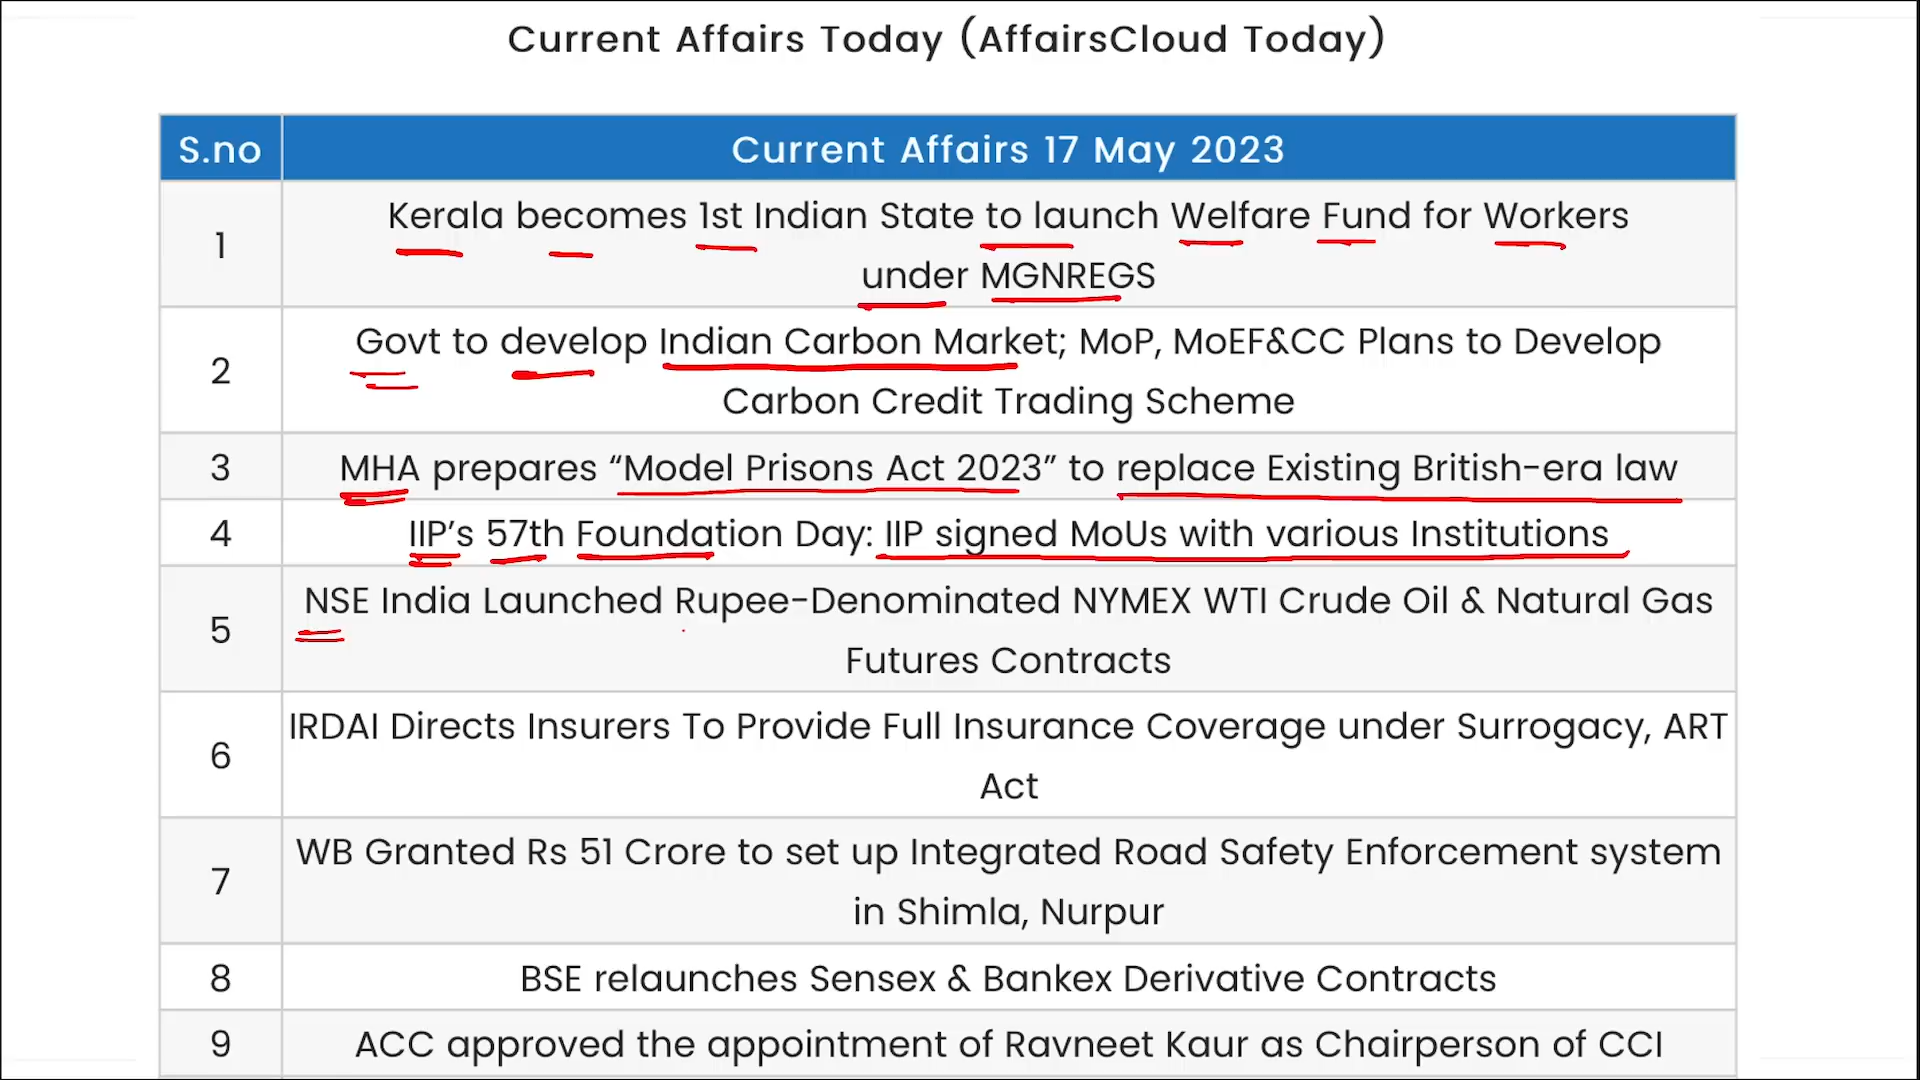 Current Affairs Today (AffairsCloud Today)
S.no
Current Affairs 17 May 2023
1
Kerala becomes 1st Indian State to launch Welfare Fund for Workers
under MGNREGS
2
Govt to develop Indian Carbon Market; MoP, MoEF&CC Plans to Develop
Carbon Credit Trading Scheme
3
MHA prepares “Model Prisons Act 2023” to replace Existing British-era law
4
IIP’s 57th Foundation Day: IIP signed MoUs with various Institutions
5
NSE India Launched Rupee-Denominated NYMEX WTI Crude Oil & Natural Gas
Futures Contracts
6
IRDAI Directs Insurers To Provide Full Insurance Coverage under Surrogacy, ART
Act
7
WB Granted Rs 51 Crore to set up Integrated Road Safety Enforcement system
in Shimla, Nurpur
8
BSE relaunches Sensex & Bankex Derivative Contracts
9
ACC approved the appointment of Ravneet Kaur as Chairperson of CCI